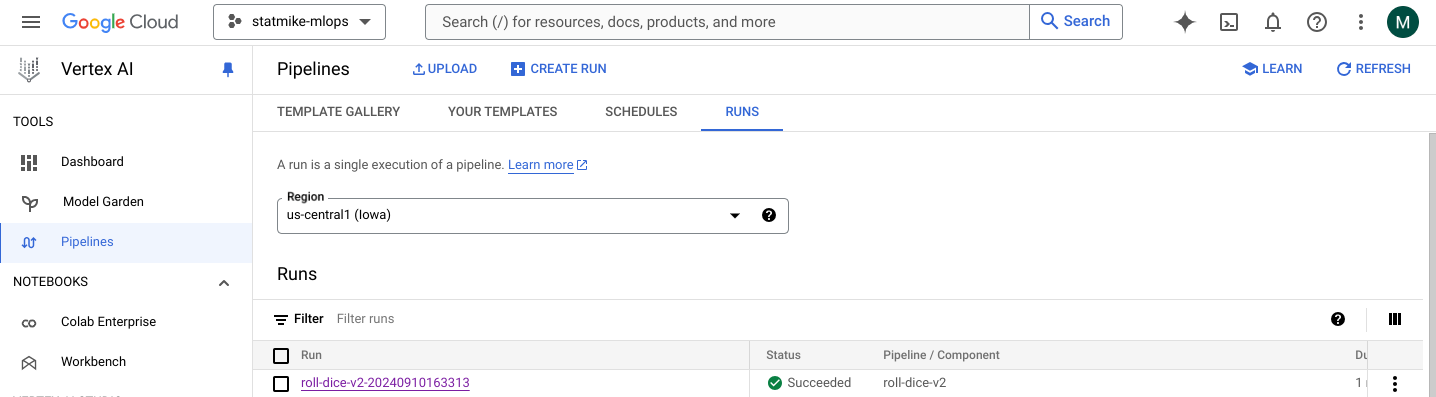 Google Cloud
statmike-mlops
Search (/) for resources, docs, products, and more
Search
M
Vertex AI
Pipelines
UPLOAD
CREATE RUN
LEARN
REFRESH
TOOLS
Dashboard
Model Garden
Pipelines
NOTEBOOKS
Colab Enterprise
Workbench
TEMPLATE GALLERY
YOUR TEMPLATES
SCHEDULES
RUNS
A run is a single execution of a pipeline. Learn more
Region
us-central1 (Iowa)
Runs
Filter Filter runs
Run Status Pipeline / Component
roll-dice-v2-20240910163313 Succeeded roll-dice-v2 1